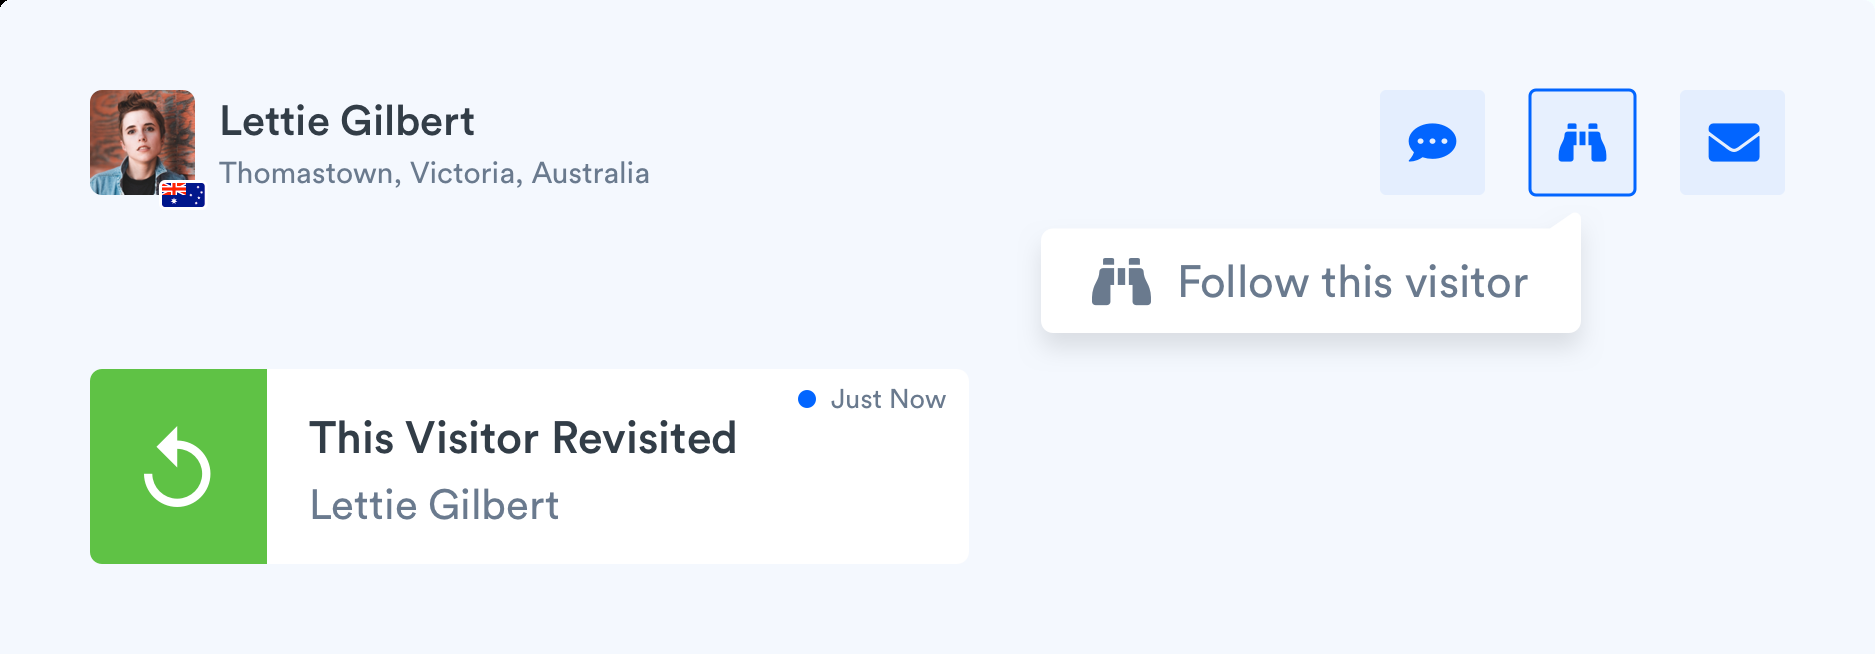 Lettie Gilbert
Thomastown, Victoria, Australia
Follow this visitor
Just Now
This Visitor Revisited
Lettie Gilbert